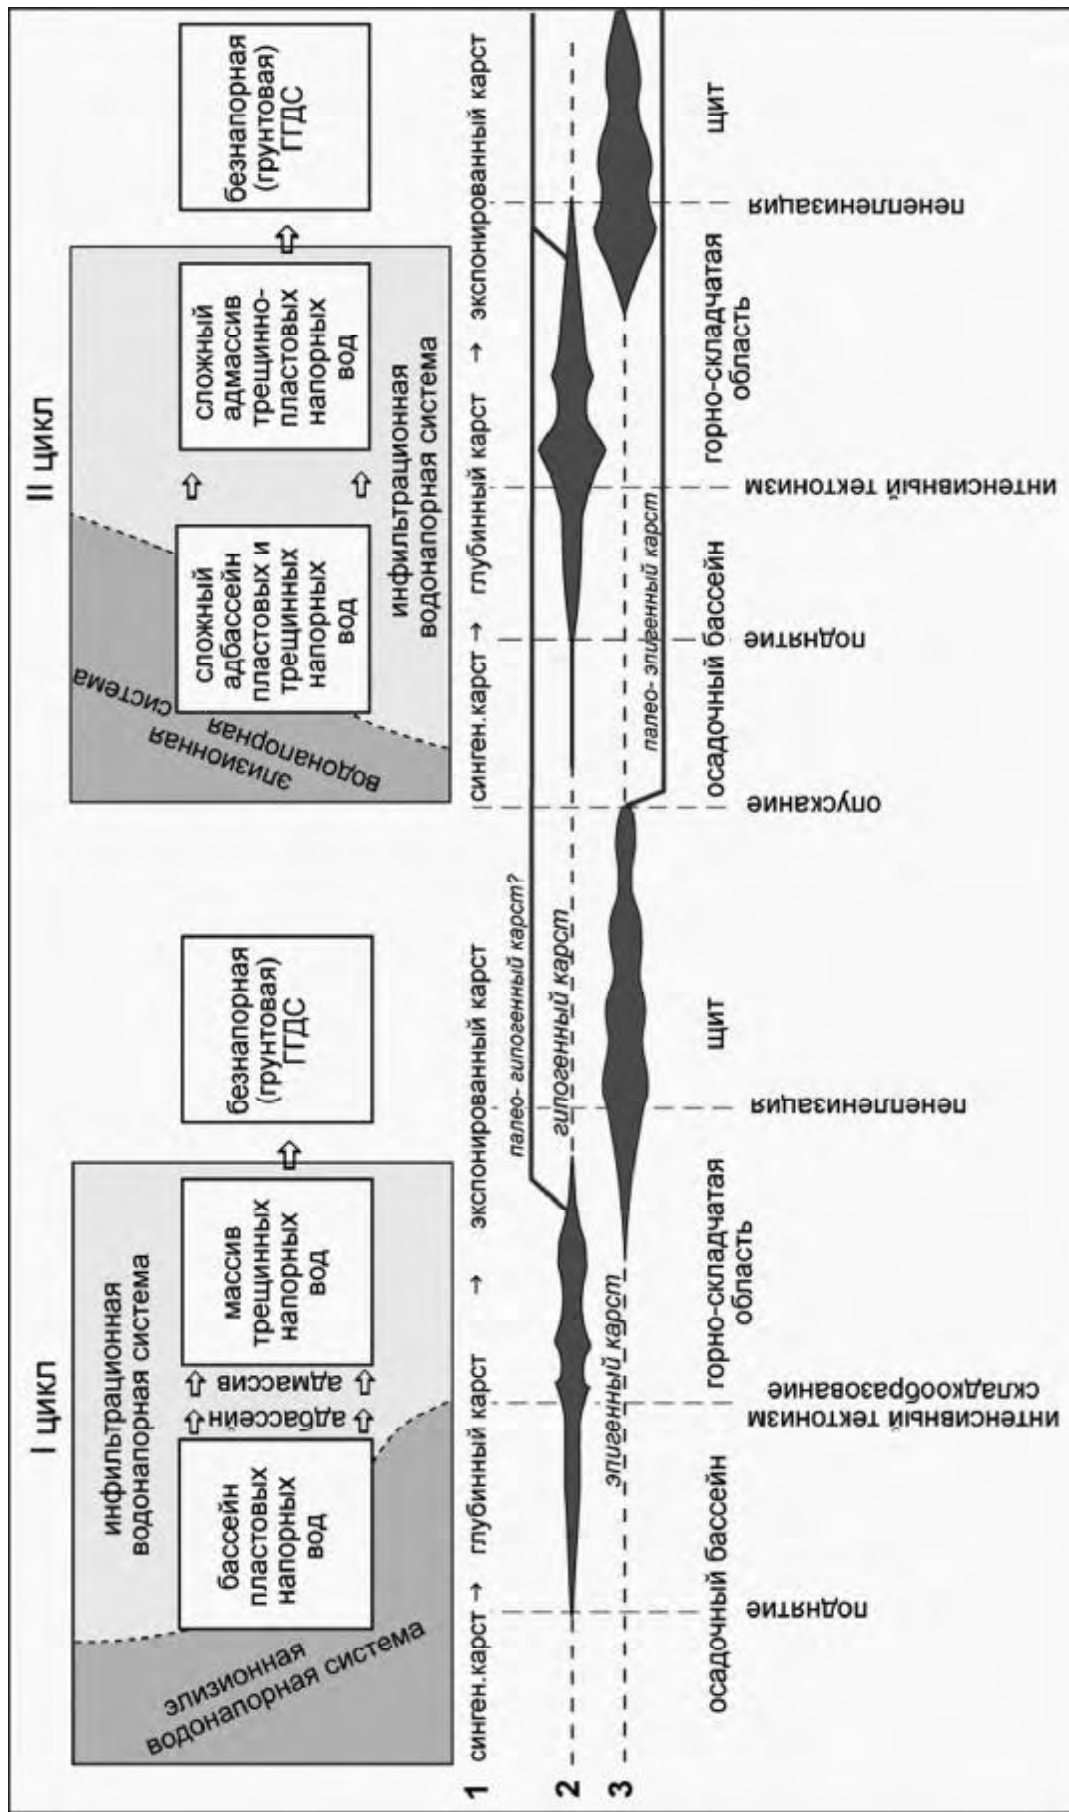 I цикл
инфильтрационная
водонапорная система
элизионная
водонапорная система
бассейн
пластовых
напорных
вод
адбассейн
адмассив
массив
трещинных
напорных
вод
безнапорная
(грунтовая)
ГГДС
II цикл
элизионная
водонапорная
система
сложный
адбассейн
пластовых и
трещинных
напорных
вод
инфильтрационная
водонапорная система
сложный
адмассив
трещинно-
пластовых
напорных
вод
безнапорная
(грунтовая)
ГГДС
1 синген.карст → глубинный карст → экспонированный карст синген.карст → глубинный карст → экспонированный карст
палео- гипогенный карст?
2 гипогенный карст
3 эпигенный карст
палео- эпигенный карст
осадочный бассейн
поднятие
интенсивный тектонизм
складкообразование
горно-складчатая
область
пенепленизация
щит
опускание
осадочный бассейн
поднятие
интенсивный тектонизм
горно-складчатая
область
пенепленизация
щит